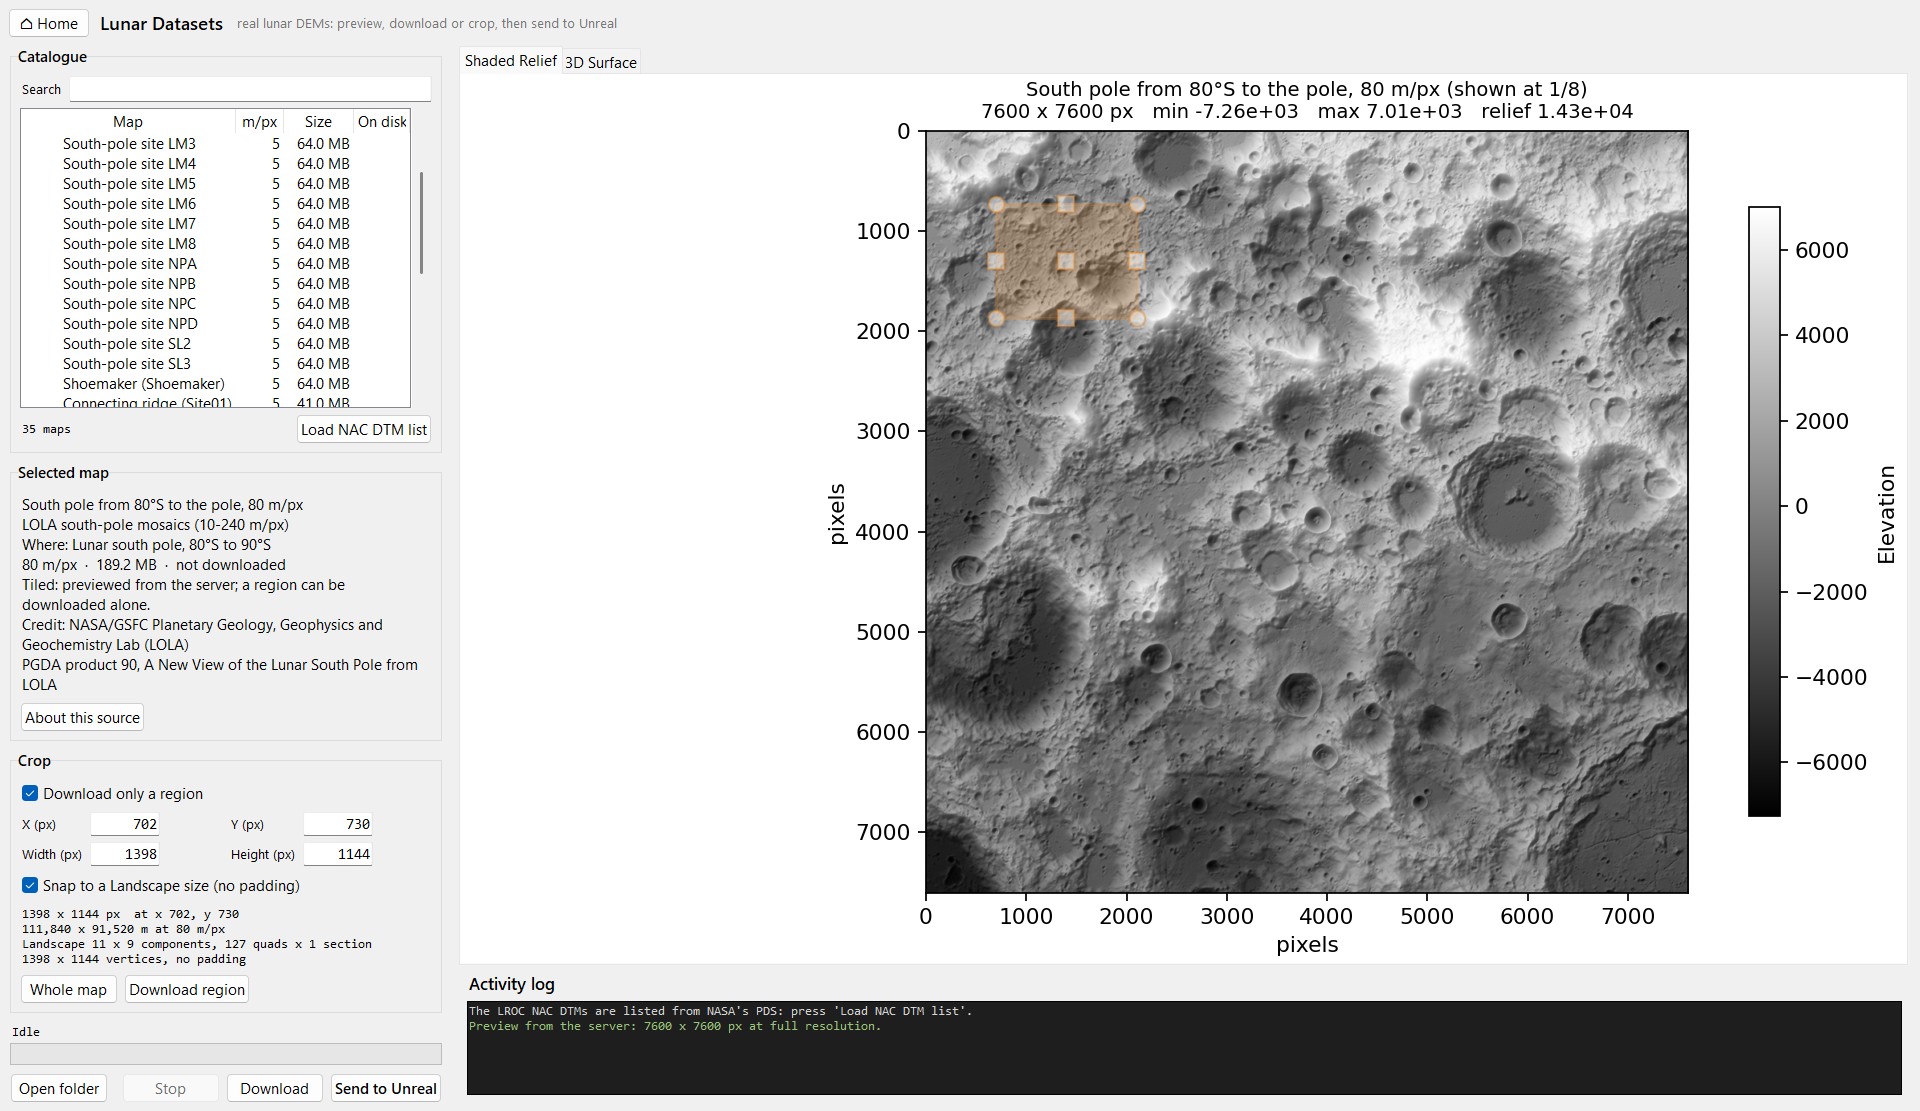 Home
Lunar Datasets
real lunar DEMs: preview, download or crop, then send to Unreal
Catalogue
Search
Map m/px Size On disk
South-pole site LM3 5 64.0 MB
South-pole site LM4 5 64.0 MB
South-pole site LM5 5 64.0 MB
South-pole site LM6 5 64.0 MB
South-pole site LM7 5 64.0 MB
South-pole site LM8 5 64.0 MB
South-pole site NPA 5 64.0 MB
South-pole site NPB 5 64.0 MB
South-pole site NPC 5 64.0 MB
South-pole site NPD 5 64.0 MB
South-pole site SL2 5 64.0 MB
South-pole site SL3 5 64.0 MB
Shoemaker (Shoemaker) 5 64.0 MB
Connecting ridge (Site01) 5 41.0 MB
35 maps
Load NAC DTM list
Selected map
South pole from 80°S to the pole, 80 m/px
LOLA south-pole mosaics (10-240 m/px)
Where: Lunar south pole, 80°S to 90°S
80 m/px · 189.2 MB · not downloaded
Tiled: previewed from the server; a region can be
downloaded alone.
Credit: NASA/GSFC Planetary Geology, Geophysics and
Geochemistry Lab (LOLA)
PGDA product 90, A New View of the Lunar South Pole from
LOLA
About this source
Crop
Download only a region
X (px) 702 Y (px) 730
Width (px) 1398 Height (px) 1144
Snap to a Landscape size (no padding)
1398 x 1144 px at x 702, y 730
111,840 x 91,520 m at 80 m/px
Landscape 11 x 9 components, 127 quads x 1 section
1398 x 1144 vertices, no padding
Whole map
Download region
Idle
Open folder
Stop
Download
Send to Unreal
Shaded Relief
3D Surface
South pole from 80°S to the pole, 80 m/px (shown at 1/8)
7600 x 7600 px min -7.26e+03 max 7.01e+03 relief 1.43e+04
0
1000
2000
3000
4000
5000
6000
7000
pixels
0 1000 2000 3000 4000 5000 6000 7000
pixels
6000
4000
2000
0
−2000
−4000
−6000
Elevation
Activity log
The LROC NAC DTMs are listed from NASA's PDS: press 'Load NAC DTM list'.
Preview from the server: 7600 x 7600 px at full resolution.